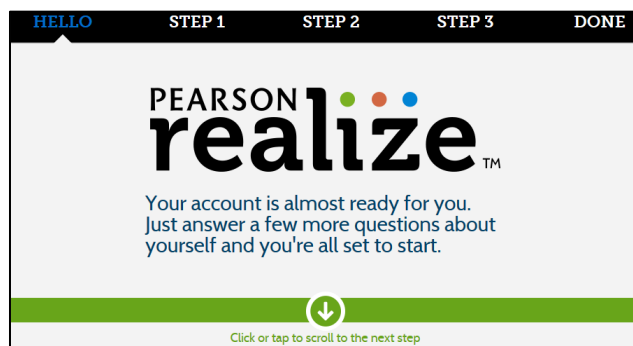 HELLO STEP 1 STEP 2 STEP 3 DONE
PEARSON
realize™
Your account is almost ready for you.
Just answer a few more questions about
yourself and you're all set to start.
Click or tap to scroll to the next step